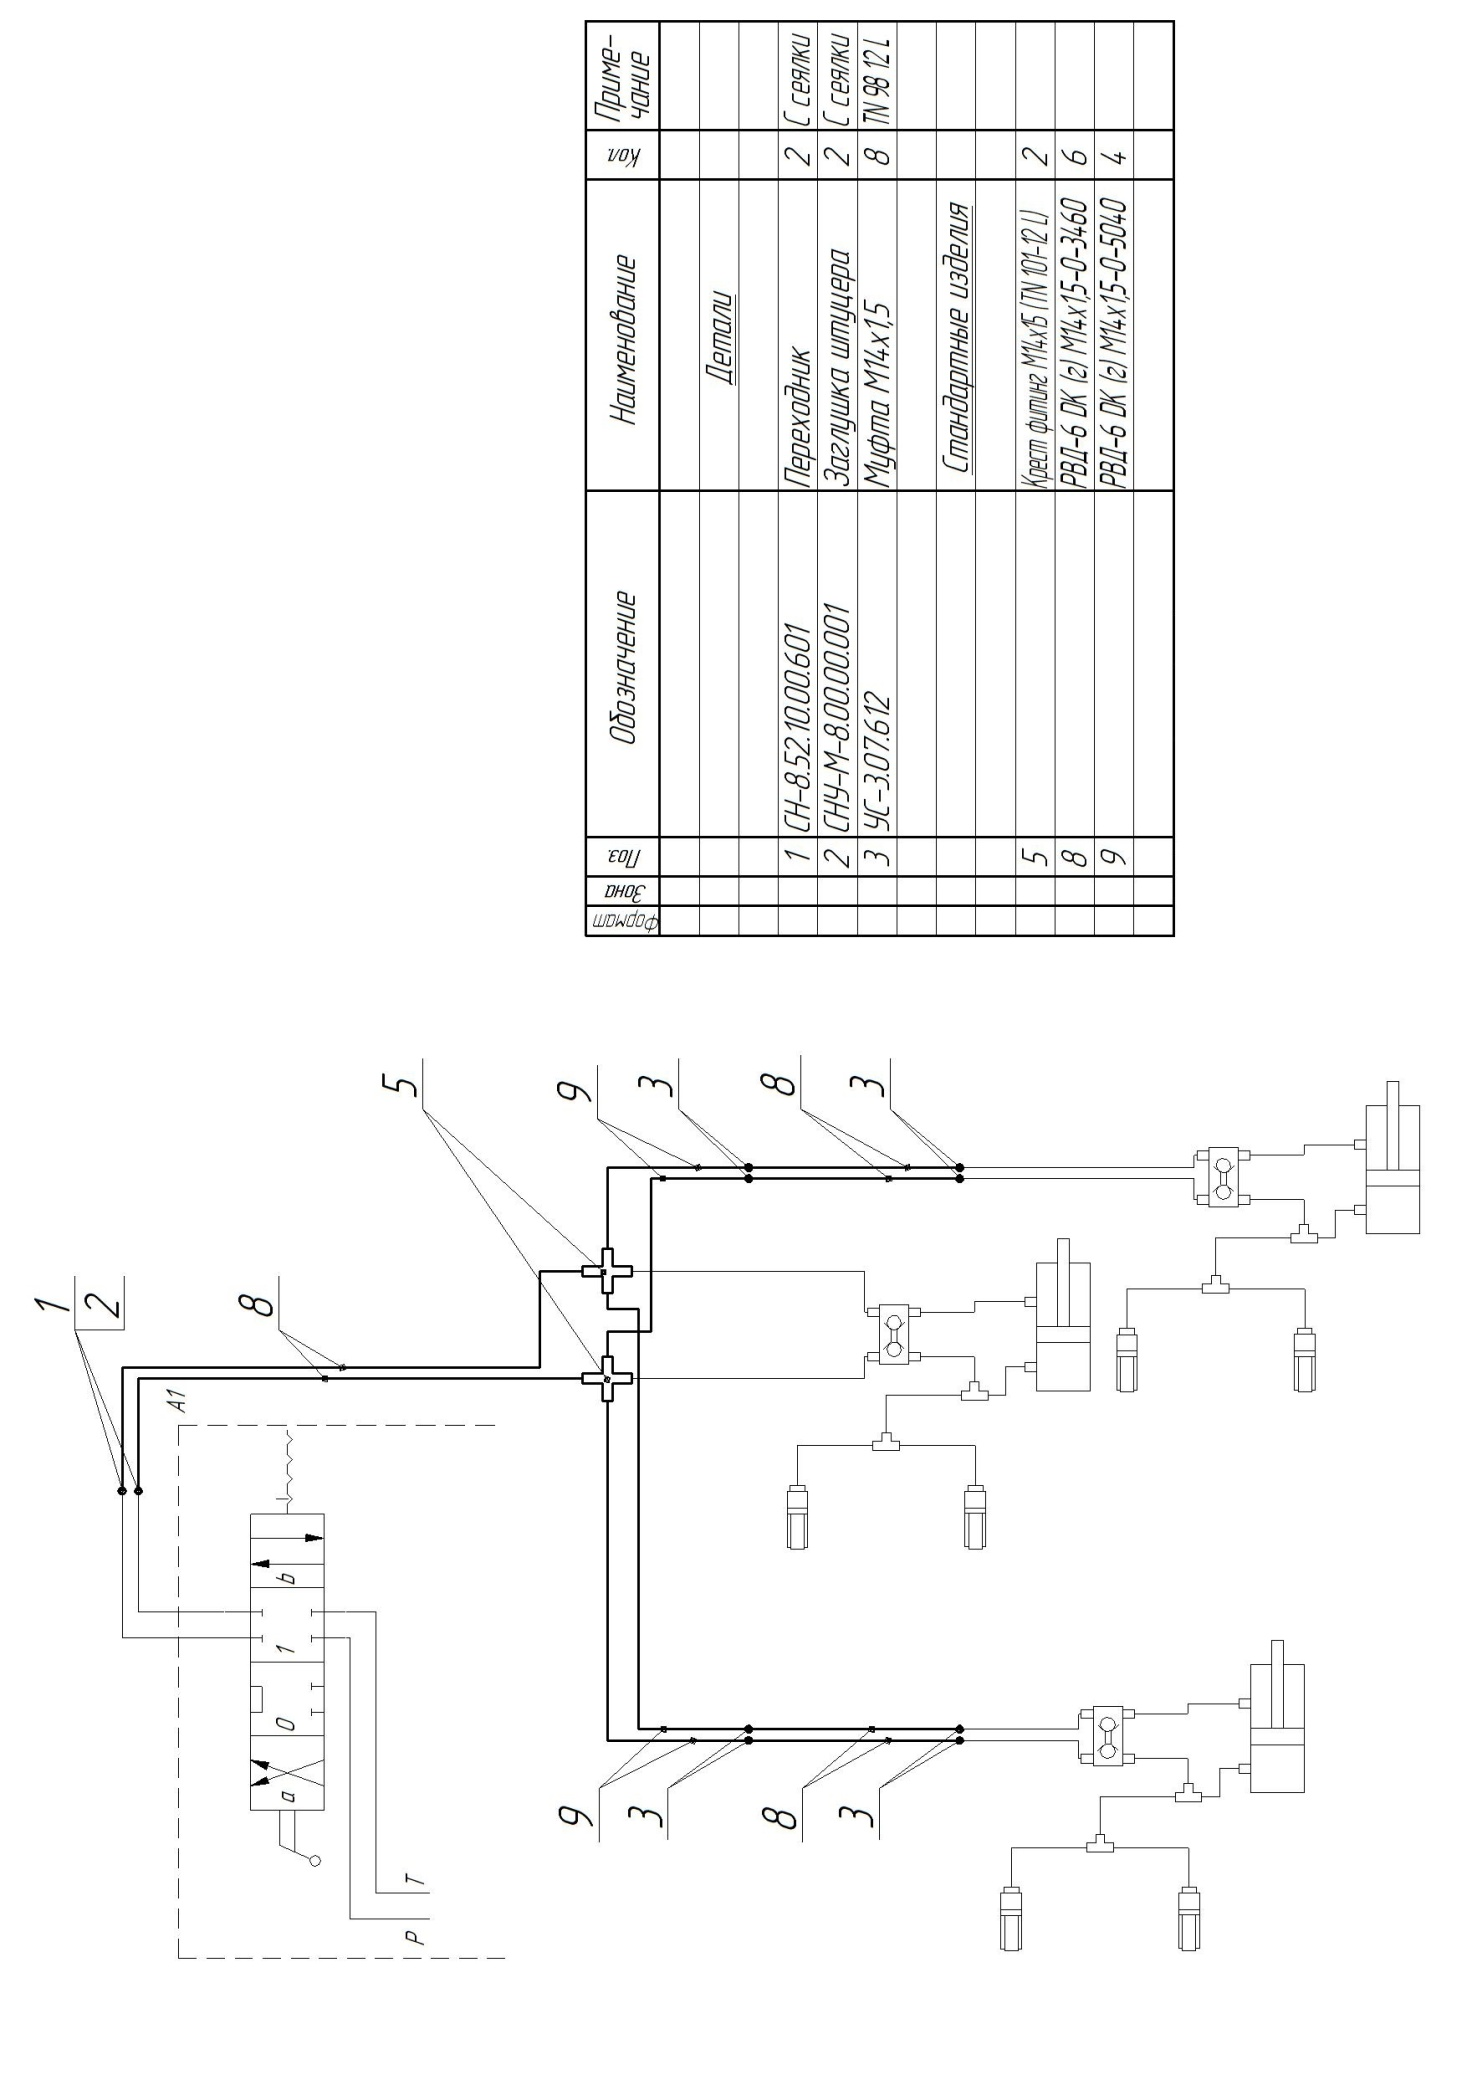 Формат Зона Поз. Обозначение Наименование Кол. Приме-
чание
Детали
1 СН-8.52.10.00.601 Переходник 2 С сеялки
2 СНУ-М-8.00.00.001 Заглушка штуцера 2 С сеялки
3 УС-3.07.612 Муфта М14х1,5 8 TN 98 12 L
Стандартные изделия
5 Крест фитинг М14х15 (TN 101-12 L) 2
8 РВД-6 DK (г) М14х1,5-0-3460 6
9 РВД-6 DK (г) М14х1,5-0-5040 4
1
2
8
5
9
3
8
3
A1
a
0
1
b
P
T
9
3
8
3